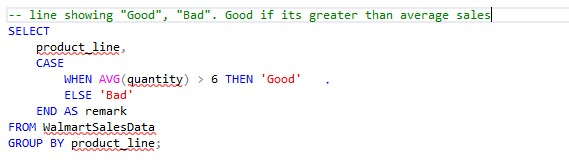 -- line showing "Good", "Bad". Good if its greater than average sales
SELECT
    product_line,
    CASE
        WHEN AVG(quantity) > 6 THEN 'Good'   .
        ELSE 'Bad'
    END AS remark
FROM WalmartSalesData
GROUP BY product_line;